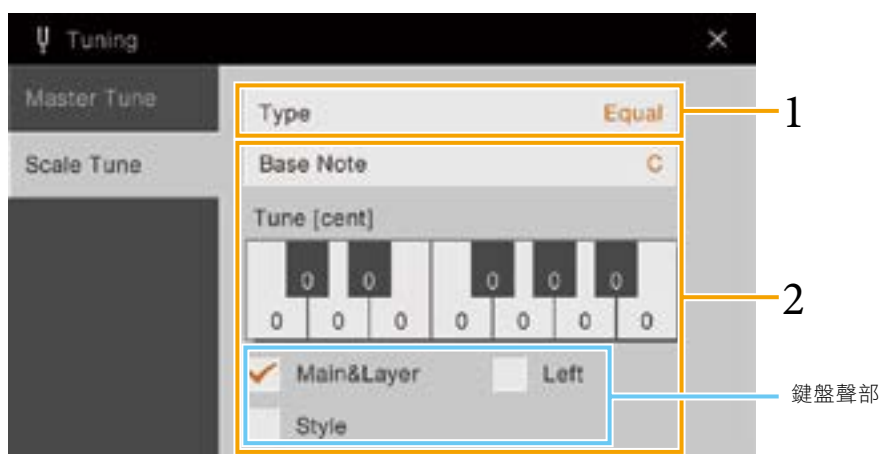 Tuning
×
Master Tune
Scale Tune
Type Equal
1
Base Note C
Tune [cent]
0 0 0 0 0
0 0 0 0 0 0 0
2
Main&Layer Left
鍵盤聲部
Style